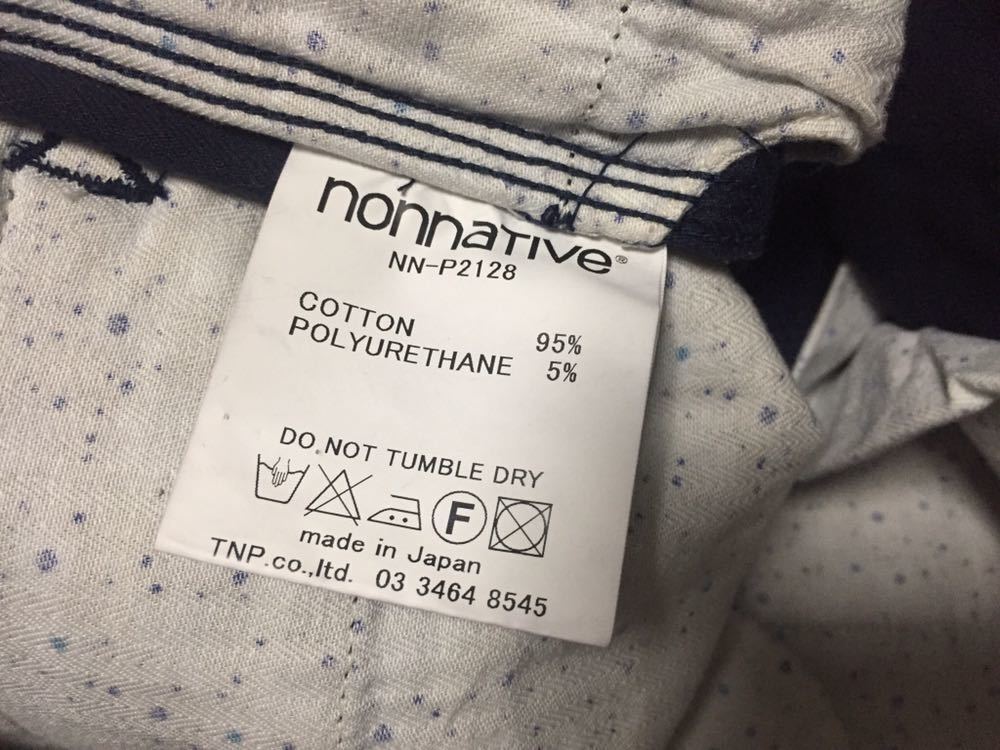 nonnative®
NN-P2128
COTTON 95%
POLYURETHANE 5%
DO NOT TUMBLE DRY
F
made in Japan
TNP.co.,ltd. 03 3464 8545